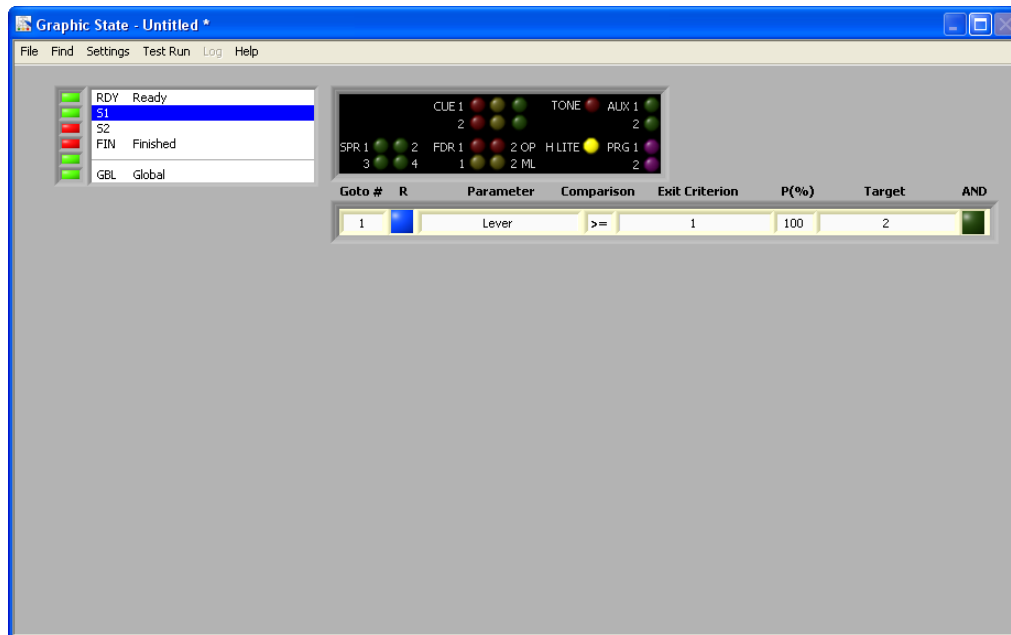 Graphic State - Untitled *
File Find Settings Test Run Log Help
RDY Ready
S1
S2
FIN Finished
GBL Global
CUE 1 TONE AUX 1
2 2
SPR 1 2 FDR 1 2 OP H LITE PRG 1
3 4 1 2 ML 2
Goto # R Parameter Comparison Exit Criterion P(%) Target AND
1 Lever >= 1 100 2